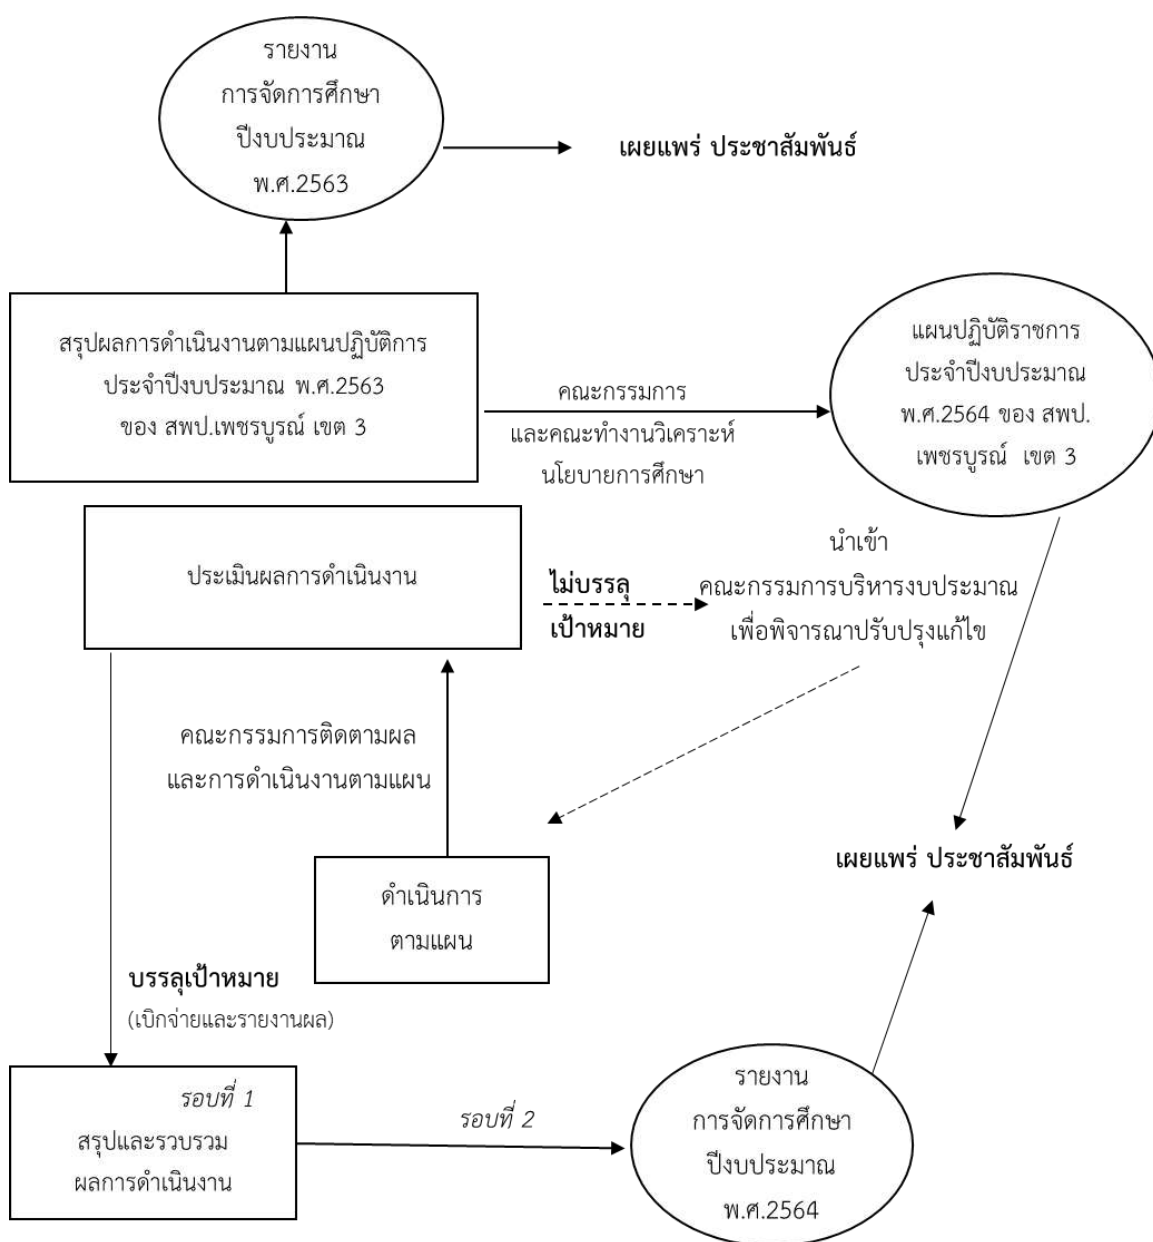 รายงาน
การจัดการศึกษา
ปีงบประมาณ
พ.ศ.2563
เผยแพร่ ประชาสัมพันธ์
สรุปผลการดำเนินงานตามแผนปฏิบัติการ
ประจำปีงบประมาณ พ.ศ.2563
ของ สพป.เพชรบูรณ์ เขต 3
คณะกรรมการ
และคณะทำงานวิเคราะห์
นโยบายการศึกษา
แผนปฏิบัติราชการ
ประจำปีงบประมาณ
พ.ศ.2564 ของ สพป.
เพชรบูรณ์ เขต 3
ประเมินผลการดำเนินงาน
ไม่บรรลุ
เป้าหมาย
นำเข้า
คณะกรรมการบริหารงบประมาณ
เพื่อพิจารณาปรับปรุงแก้ไข
คณะกรรมการติดตามผล
และการดำเนินงานตามแผน
ดำเนินการ
ตามแผน
เผยแพร่ ประชาสัมพันธ์
บรรลุเป้าหมาย
(เบิกจ่ายและรายงานผล)
รอบที่ 1
สรุปและรวบรวม
ผลการดำเนินงาน
รอบที่ 2
รายงาน
การจัดการศึกษา
ปีงบประมาณ
พ.ศ.2564